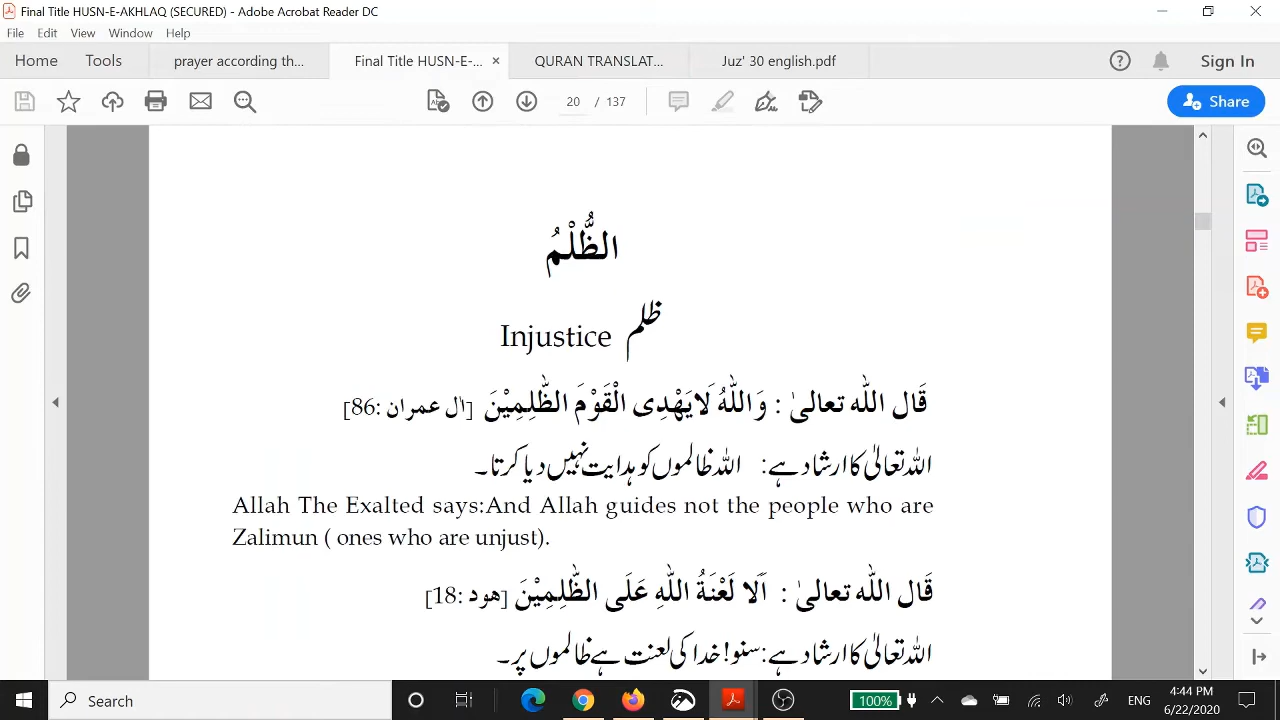 Final Title HUSN-E-AKHLAQ (SECURED) - Adobe Acrobat Reader DC
File Edit View Window Help
Home Tools prayer according th... Final Title HUSN-E-... × QURAN TRANSLAT... Juz' 30 english.pdf Sign In
20 / 137 Share
الظُّلْمُ
Injustice ظلم
قَال اللّٰه تعالىٰ : وَاللّٰهُ لَا يَهْدِى الْقَوْمَ الظّٰلِمِيْنَ [اٰل عمران :86]
اللہ تعالیٰ کا ارشاد ہے: اللہ ظالموں کو ہدایت نہیں دیا کرتا۔
Allah The Exalted says:And Allah guides not the people who are
Zalimun ( ones who are unjust).
قَال اللّٰه تعالىٰ : اَلَا لَعْنَةُ اللّٰهِ عَلَى الظّٰلِمِيْنَ [هود :18]
اللہ تعالیٰ کا ارشاد ہے: سنو! خدا کی لعنت ہے ظالموں پر۔
Search 100% ENG 4:44 PM
6/22/2020